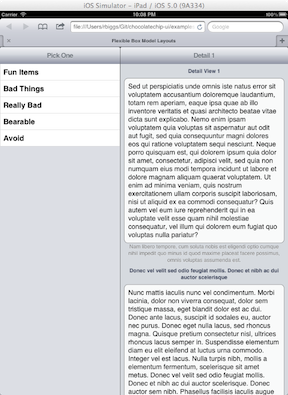 iOS Simulator - iPad / iOS 5.0 (9A334)
Carrier
10:08 PM
Flexible Box Model Layouts
Pick One
Detail 1
Fun Items
Bad Things
Really Bad
Bearable
Avoid
Detail View 1
Sed ut perspiciatis unde omnis iste natus error sit
voluptatem accusantium doloremque laudantium,
totam rem aperiam, eaque ipsa quae ab illo
inventore veritatis et quasi architecto beatae vitae
dicta sunt explicabo. Nemo enim ipsam
voluptatem quia voluptas sit aspernatur aut odit
aut fugit, sed quia consequuntur magni dolores
eos qui ratione voluptatem sequi nesciunt. Neque
porro quisquam est, qui dolorem ipsum quia dolor
sit amet, consectetur, adipisci velit, sed quia non
numquam eius modi tempora incidunt ut labore et
dolore magnam aliquam quaerat voluptatem. Ut
enim ad minima veniam, quis nostrum
exercitationem ullam corporis suscipit laboriosam,
nisi ut aliquid ex ea commodi consequatur? Quis
autem vel eum iure reprehenderit qui in ea
voluptate velit esse quam nihil molestiae
consequatur, vel illum qui dolorem eum fugiat quo
voluptas nulla pariatur?
Nam libero tempore, cum soluta nobis est eligendi optio cumque
nihil impedit quo minus id quod maxime placeat facere possimus,
omnis voluptas assumenda est
Donec vel velit sed odio feugiat mollis. Donec et nibh ac dui
auctor scelerisque
Nunc mattis iaculis nunc vel condimentum. Morbi
lacinia, dolor non viverra consequat, dolor sem
tristique massa, eget blandit dolor est ac dui.
Donec ante lacus, suscipit id sodales eu, auctor
nec purus. Donec eget nulla lacus, sed rhoncus
magna. Quisque pretium consectetur nisl, ultrices
rhoncus lacus semper in. Suspendisse elementum
diam eu elit eleifend at luctus urna commodo.
Integer vel est lacus. Nulla turpis nibh, mollis a
elementum fermentum, scelerisque sit amet
metus. Donec vel velit sed odio feugiat mollis.
Donec et nibh ac dui auctor scelerisque. Donec
auctor sem nibh. Phasellus facilisis iaculis augue